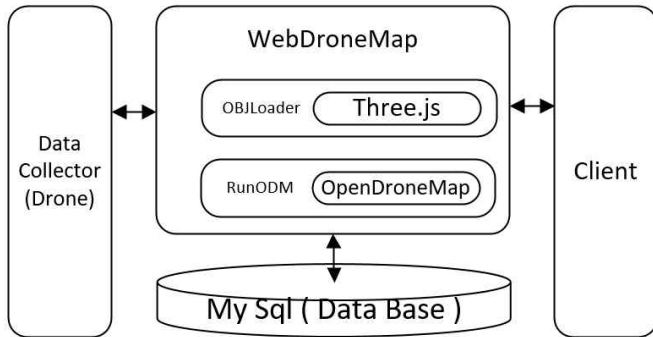 WebDroneMap
OBJLoader
Three.js
RunODM
OpenDroneMap
Data
Collector
(Drone)
Client
My Sql ( Data Base )